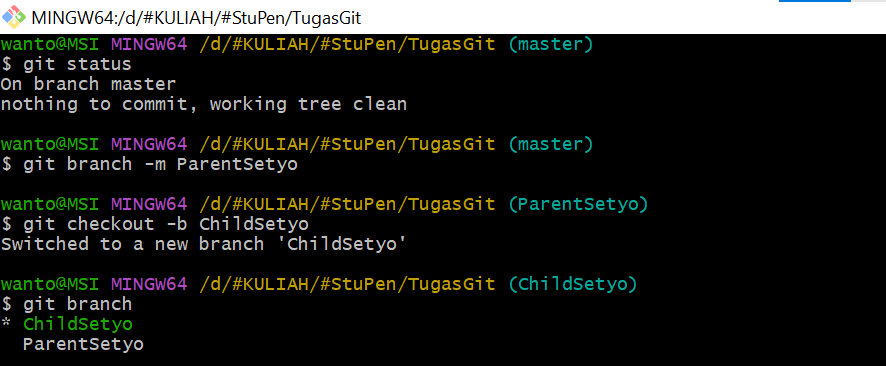 MINGW64:/d/#KULIAH/#StuPen/TugasGit
wanto@MSI MINGW64 /d/#KULIAH/#StuPen/TugasGit (master)
$ git status
On branch master
nothing to commit, working tree clean
wanto@MSI MINGW64 /d/#KULIAH/#StuPen/TugasGit (master)
$ git branch -m ParentSetyo
wanto@MSI MINGW64 /d/#KULIAH/#StuPen/TugasGit (ParentSetyo)
$ git checkout -b ChildSetyo
Switched to a new branch 'ChildSetyo'
wanto@MSI MINGW64 /d/#KULIAH/#StuPen/TugasGit (ChildSetyo)
$ git branch
* ChildSetyo
  ParentSetyo